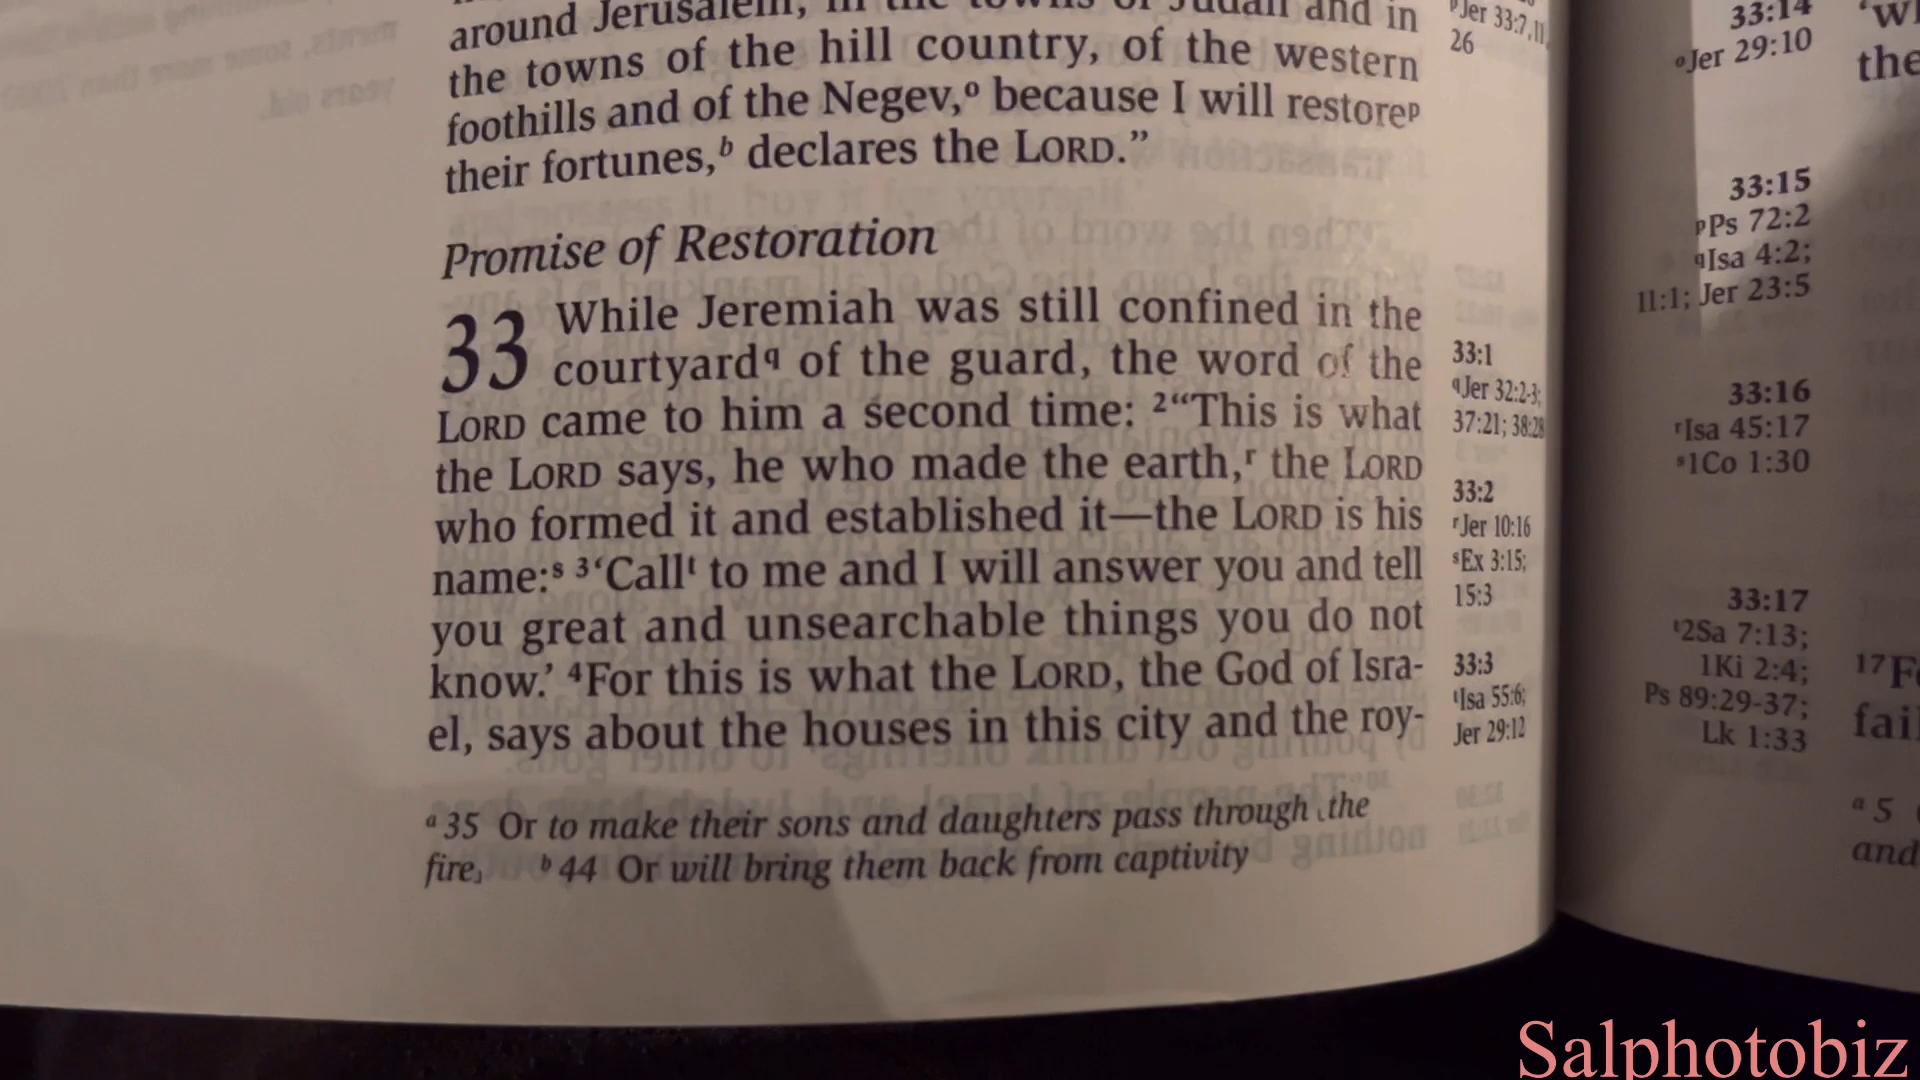 around Jerusalem, in the towns of Judah and in
the towns of the hill country, of the western
foothills and of the Negev,ᵒ because I will restoreᵖ
their fortunes,ᵇ declares the LORD.”
Promise of Restoration
33 While Jeremiah was still confined in the
courtyardq of the guard, the word of the
LORD came to him a second time: ²“This is what
the LORD says, he who made the earth,ʳ the LORD
who formed it and established it—the LORD is his
name:ˢ ³‘Callᵗ to me and I will answer you and tell
you great and unsearchable things you do not
know.’ ⁴For this is what the LORD, the God of Isra-
el, says about the houses in this city and the roy-
ᵃ 35 Or to make their sons and daughters pass through ⌞the
fire⌟ ᵇ 44 Or will bring them back from captivity
ᵖJer 33:7,11,
26
33:1
qJer 32:2-3;
37:21; 38:28
33:2
ʳJer 10:16
ˢEx 3:15;
15:3
33:3
ᵗIsa 55:6;
Jer 29:12
33:14
ᵒJer 29:10
33:15
ᵖPs 72:2
qIsa 4:2;
11:1; Jer 23:5
33:16
ʳIsa 45:17
ˢ1Co 1:30
33:17
ᵗ2Sa 7:13;
1Ki 2:4;
Ps 89:29-37;
Lk 1:33
the
17
fail
ᵃ 5
and
Salphotobiz